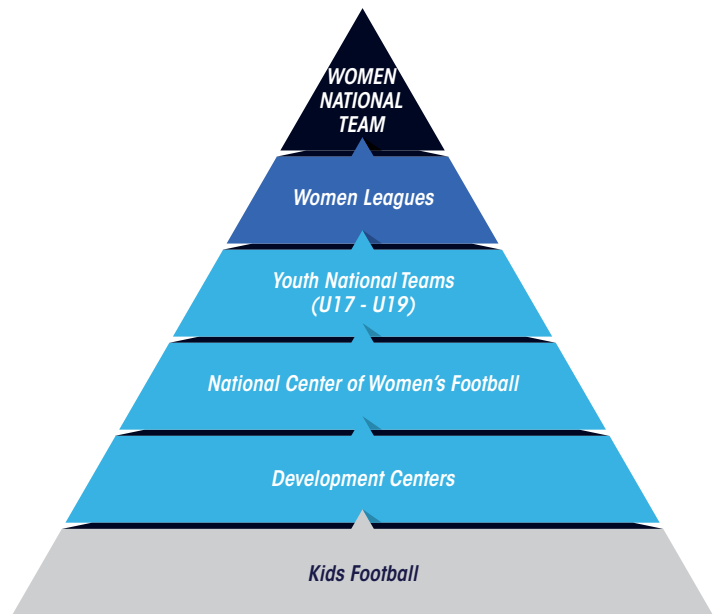 WOMEN
NATIONAL
TEAM
Women Leagues
Youth National Teams
(U17 - U19)
National Center of Women's Football
Development Centers
Kids Football